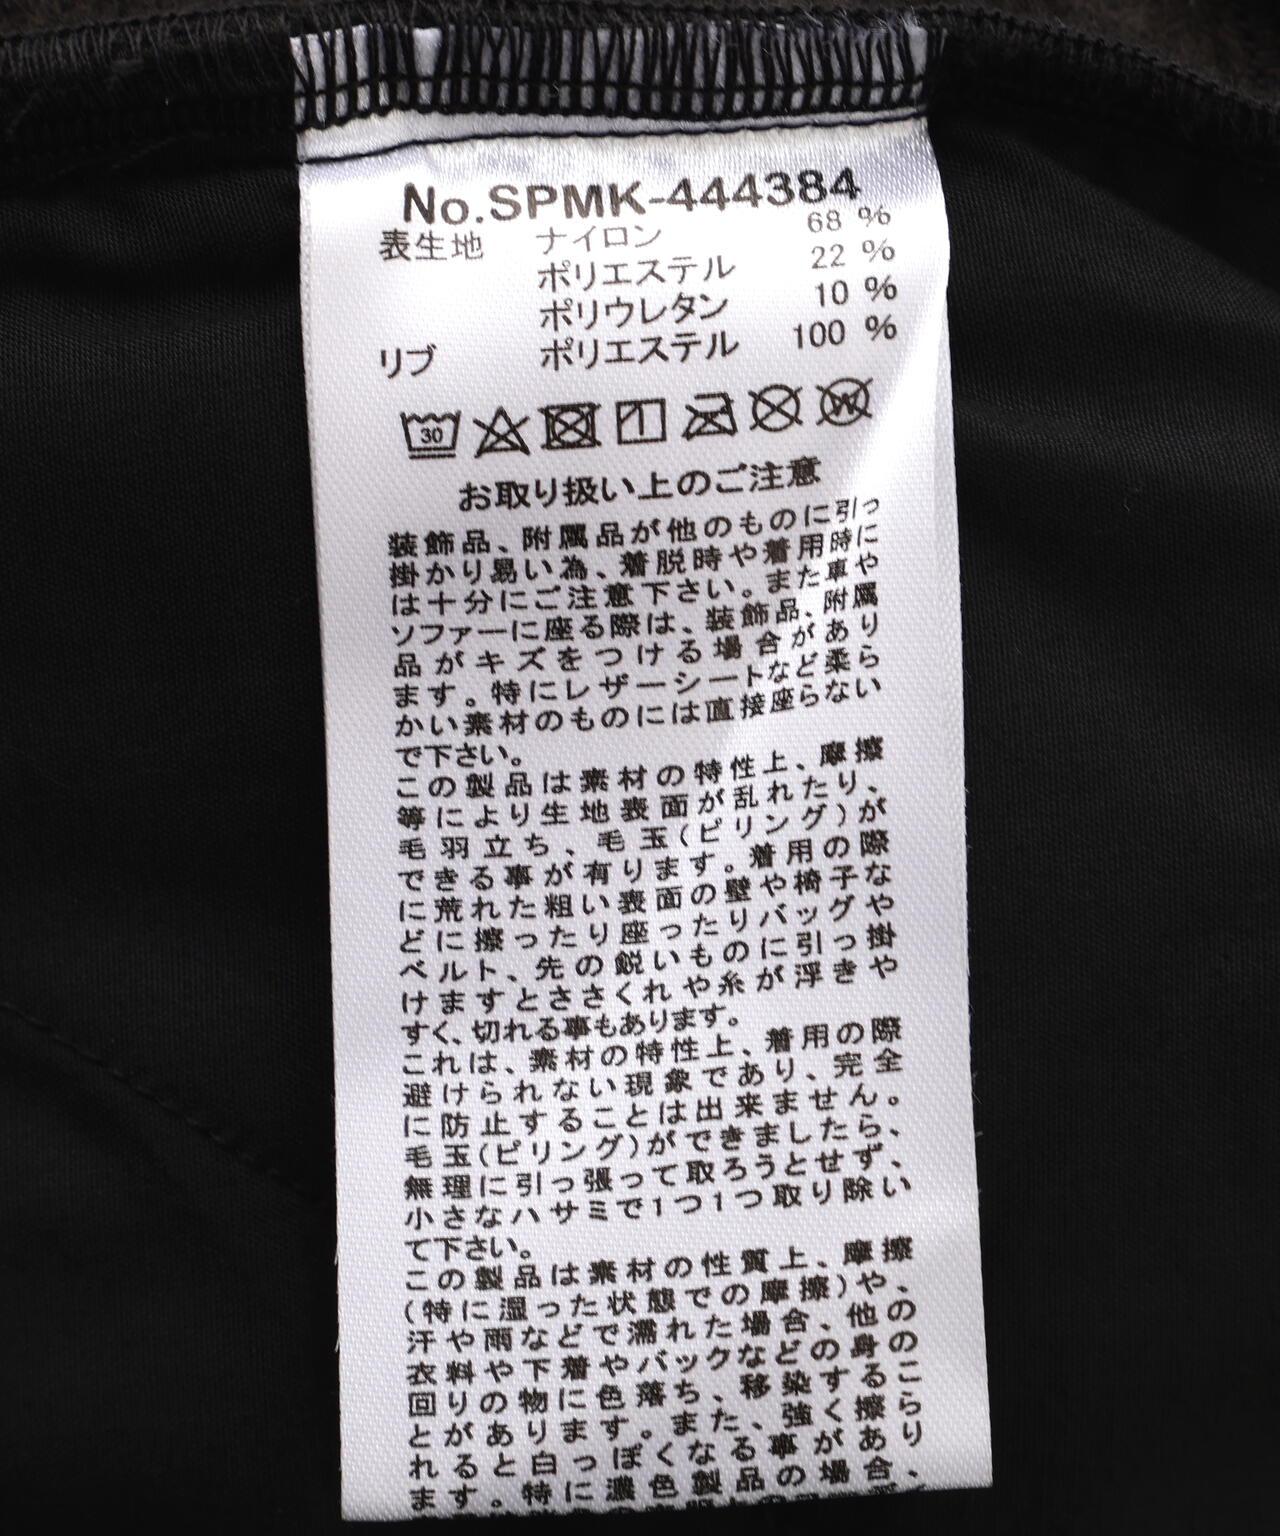 No.SPMK-444384
表生地 ナイロン 68 %
ポリエステル 22 %
ポリウレタン 10 %
リブ ポリエステル 100 %
30 W
お取り扱い上のご注意
装飾品、附属品が他のものに引っ
掛かり易い為、着脱時や着用時に
は十分にご注意下さい。また車や
ソファーに座る際は、装飾品、附属
品がキズをつける場合があり
ます。特にレザーシートなど柔ら
かい素材のものには直接座らない
で下さい。
この製品は素材の特性上、摩擦
等により生地表面が乱れたり、
毛羽立ち、毛玉(ピリング)が
できる事が有ります。着用の際
に荒れた粗い表面の壁や椅子な
どに擦ったり座ったりバッグや
ベルト、先の鋭いものに引っ掛
けますとささくれや糸が浮きや
すく、切れる事もあります。
これは、素材の特性上、着用の際
避けられない現象であり、完全
に防止することは出来ません。
毛玉(ピリング)ができましたら、
無理に引っ張って取ろうとせず、
小さなハサミで1つ1つ取り除い
て下さい。
この製品は素材の性質上、摩擦
(特に湿った状態での摩擦)や、
汗や雨などで濡れた場合、他の
衣料や下着やバックなどの身の
回りの物に色落ち、移染するこ
とがあります。また、強く擦ら
れると白っぽくなる事があり
ます。特に濃色製品の場合、